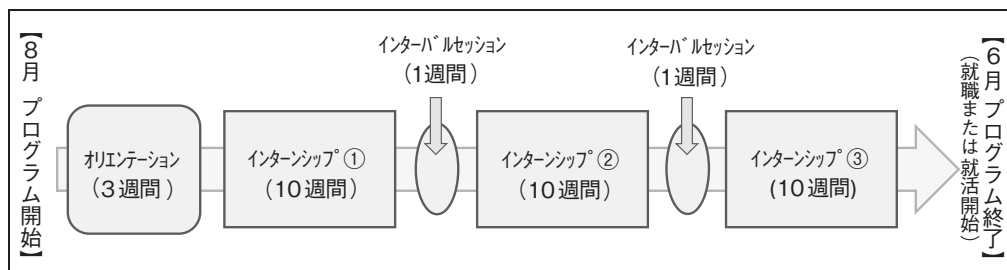 【8月 プログラム開始】
オリエンテーション
(3週間)
インターンシップ①
(10週間)
インターバルセッション
(1週間)
インターンシップ②
(10週間)
インターバルセッション
(1週間)
インターンシップ③
(10週間)
【6月 プログラム終了】
(就職または就活開始)